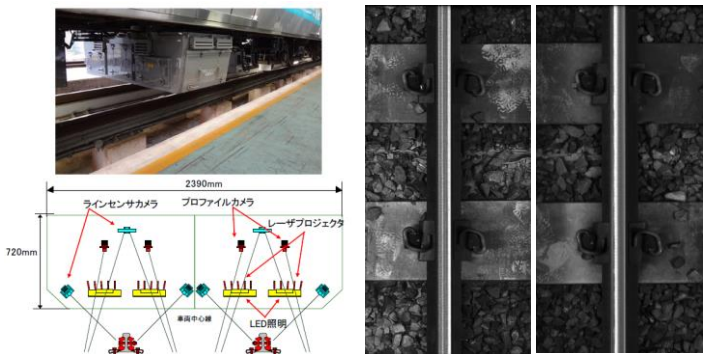 2390mm
ラインセンサカメラ
プロファイルカメラ
レーザプロジェクタ
720mm
車両中心線
LED照明